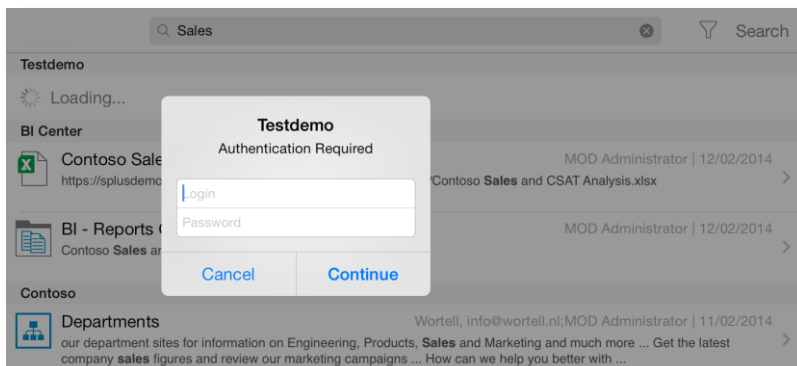 Sales
Search
Testdemo
Loading...
BI Center
Contoso Sale
MOD Administrator | 12/02/2014
https://splusdemo
/Contoso Sales and CSAT Analysis.xlsx
BI - Reports
MOD Administrator | 12/02/2014
Contoso Sales
Testdemo
Authentication Required
Login
Password
Cancel
Continue
Contoso
Departments
Wortell, info@wortell.nl;MOD Administrator | 11/02/2014
our department sites for information on Engineering, Products, Sales and Marketing and much more ... Get the latest
company sales figures and review our marketing campaigns ... How can we help you better with ...